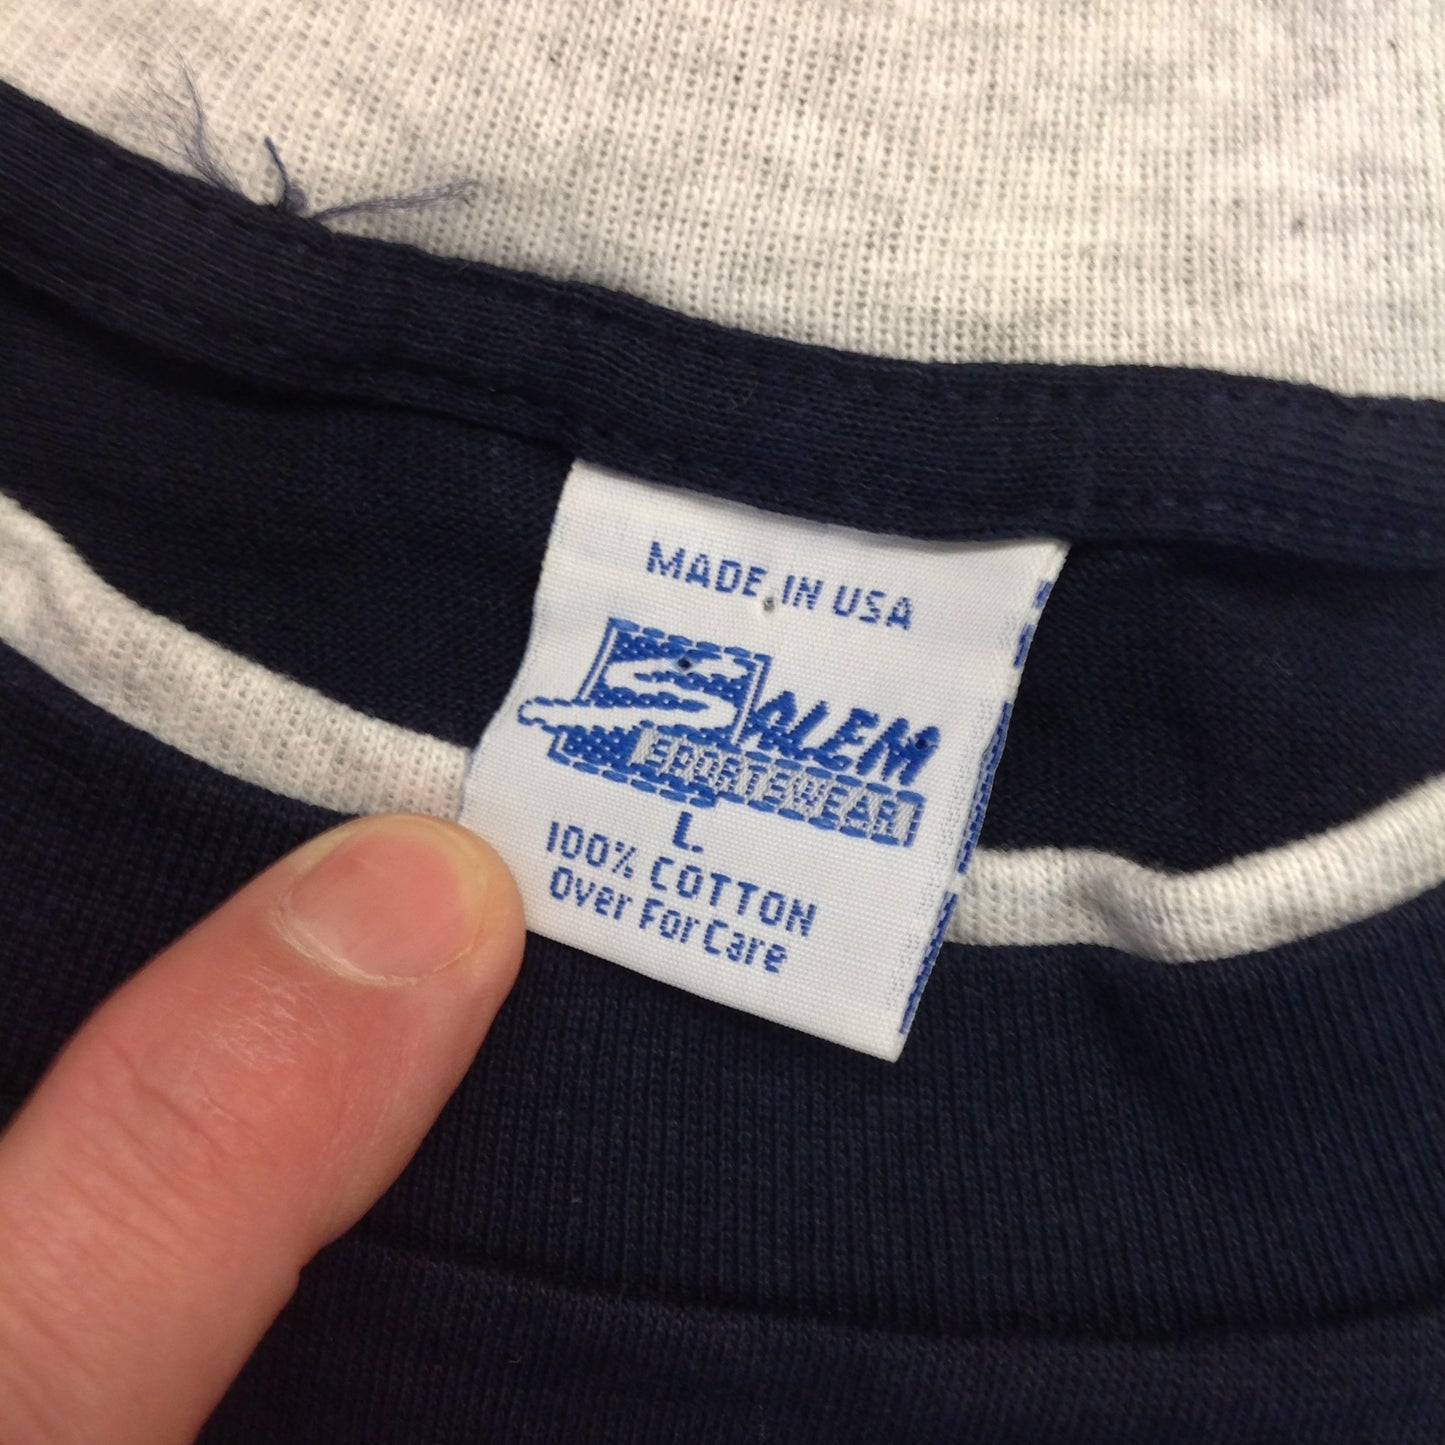 MADE IN USA
SALEM
SPORTSWEAR
L
100% COTTON
Over For Care